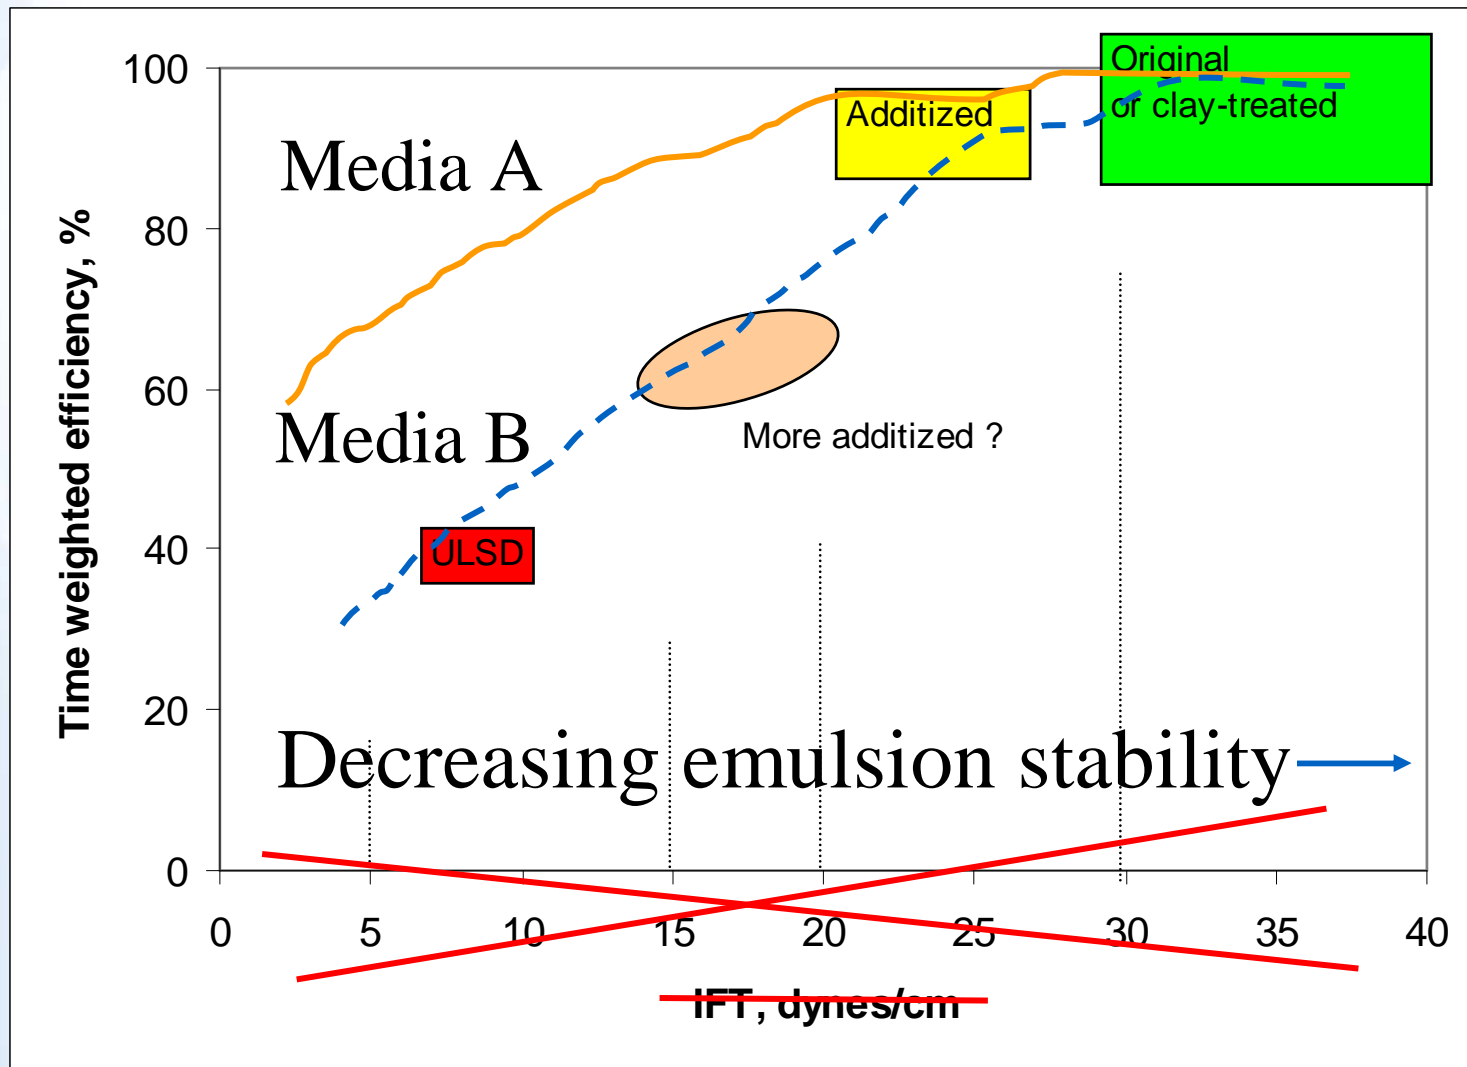 Original
or clay-treated
Additized
Media A
Media B
More additized ?
ULSD
Decreasing emulsion stability
Time weighted efficiency, %
100
80
60
40
20
0
0 5 10 15 20 25 30 35 40
IFT, dynes/cm